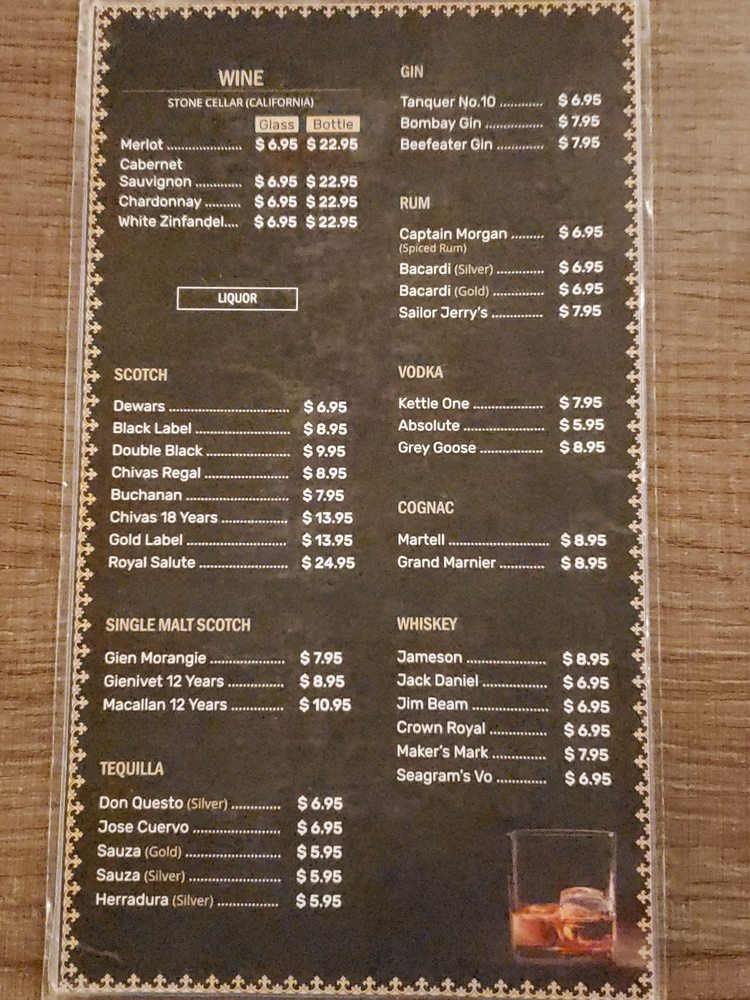 WINE
STONE CELLAR (CALIFORNIA)
Glass Bottle
Merlot .................... $ 6.95 $ 22.95
Cabernet
Sauvignon ............. $ 6.95 $ 22.95
Chardonnay .......... $ 6.95 $ 22.95
White Zinfandel.... $ 6.95 $ 22.95
LIQUOR
SCOTCH
Dewars ................................ $ 6.95
Black Label ......................... $ 8.95
Double Black ....................... $ 9.95
Chivas Regal ....................... $ 8.95
Buchanan ............................ $ 7.95
Chivas 18 Years .................. $ 13.95
Gold Label ........................... $ 13.95
Royal Salute ........................ $ 24.95
SINGLE MALT SCOTCH
Glen Morangie .................... $ 7.95
Glenivet 12 Years ............... $ 8.95
Macallan 12 Years .............. $ 10.95
TEQUILLA
Don Questo (Silver) ............. $ 6.95
Jose Cuervo ........................ $ 6.95
Sauza (Gold) ......................... $ 5.95
Sauza (Silver) ........................ $ 5.95
Herradura (Silver) ................ $ 5.95
GIN
Tanquer No.10 ............ $ 6.95
Bombay Gin ................ $ 7.95
Beefeater Gin ............. $ 7.95
RUM
Captain Morgan ......... $ 6.95
(Spiced Rum)
Bacardi (Silver) ............. $ 6.95
Bacardi (Gold) .............. $ 6.95
Sailor Jerry's .............. $ 7.95
VODKA
Kettle One ................... $ 7.95
Absolute ...................... $ 5.95
Grey Goose ................. $ 8.95
COGNAC
Martell ........................... $ 8.95
Grand Marnier ............ $ 8.95
WHISKEY
Jameson ...................... $ 8.95
Jack Daniel .................. $ 6.95
Jim Beam ..................... $ 6.95
Crown Royal ............... $ 6.95
Maker's Mark .............. $ 7.95
Seagram's Vo .............. $ 6.95